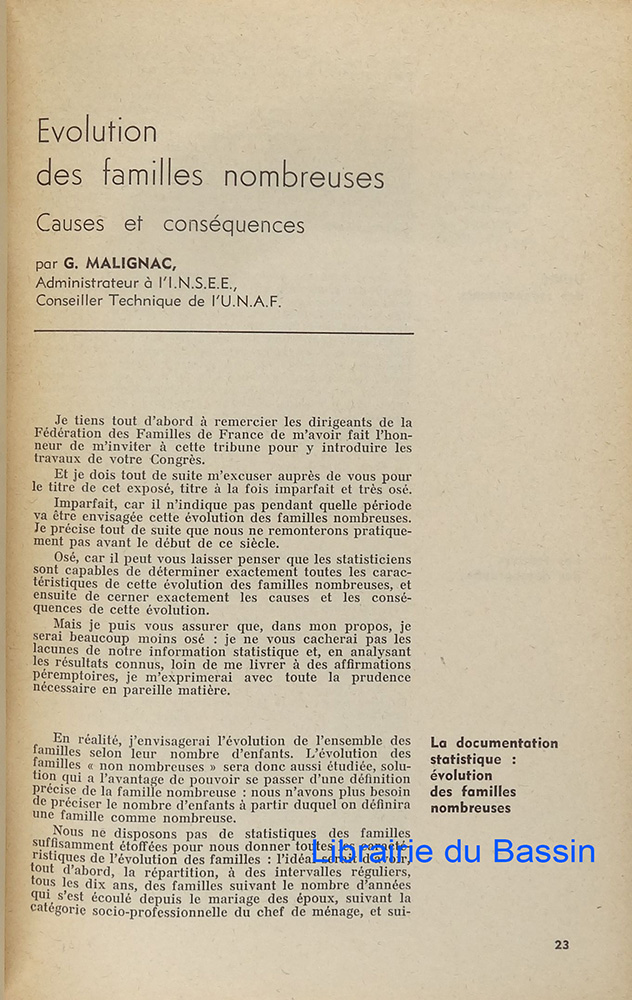 Evolution
des familles nombreuses
Causes et conséquences
par G. MALIGNAC,
Administrateur à l'I.N.S.E.E.,
Conseiller Technique de l'U.N.A.F.
Je tiens tout d'abord à remercier les dirigeants de la
Fédération des Familles de France de m'avoir fait l'hon-
neur de m'inviter à cette tribune pour y introduire les
travaux de votre Congrès.
Et je dois tout de suite m'excuser auprès de vous pour
le titre de cet exposé, titre à la fois imparfait et très osé.
Imparfait, car il n'indique pas pendant quelle période
va être envisagée cette évolution des familles nombreuses.
Je précise tout de suite que nous ne remonterons pratique-
ment pas avant le début de ce siècle.
Osé, car il peut vous laisser penser que les statisticiens
sont capables de déterminer exactement toutes les carac-
téristiques de cette évolution des familles nombreuses, et
ensuite de cerner exactement les causes et les consé-
quences de cette évolution.
Mais je puis vous assurer que, dans mon propos, je
serai beaucoup moins osé : je ne vous cacherai pas les
lacunes de notre information statistique et, en analysant
les résultats connus, loin de me livrer à des affirmations
péremptoires, je m'exprimerai avec toute la prudence
nécessaire en pareille matière.
En réalité, j'envisagerai l'évolution de l'ensemble des
familles selon leur nombre d'enfants. L'évolution des
familles « non nombreuses » sera donc aussi étudiée, solu-
tion qui a l'avantage de pouvoir se passer d'une définition
précise de la famille nombreuse : nous n'avons plus besoin
de préciser le nombre d'enfants à partir duquel on définira
une famille comme nombreuse.
Nous ne disposons pas de statistiques des familles
suffisamment étoffées pour nous donner toutes les caracté-
ristiques de l'évolution des familles : l'idéal serait d'avoir,
tout d'abord, la répartition, à des intervalles réguliers,
tous les dix ans, des familles suivant le nombre d'années
qui s'est écoulé depuis le mariage des époux, suivant la
catégorie socio-professionnelle du chef de ménage, et sui-
La documentation
statistique :
évolution
des familles
nombreuses
Librairie du Bassin
23